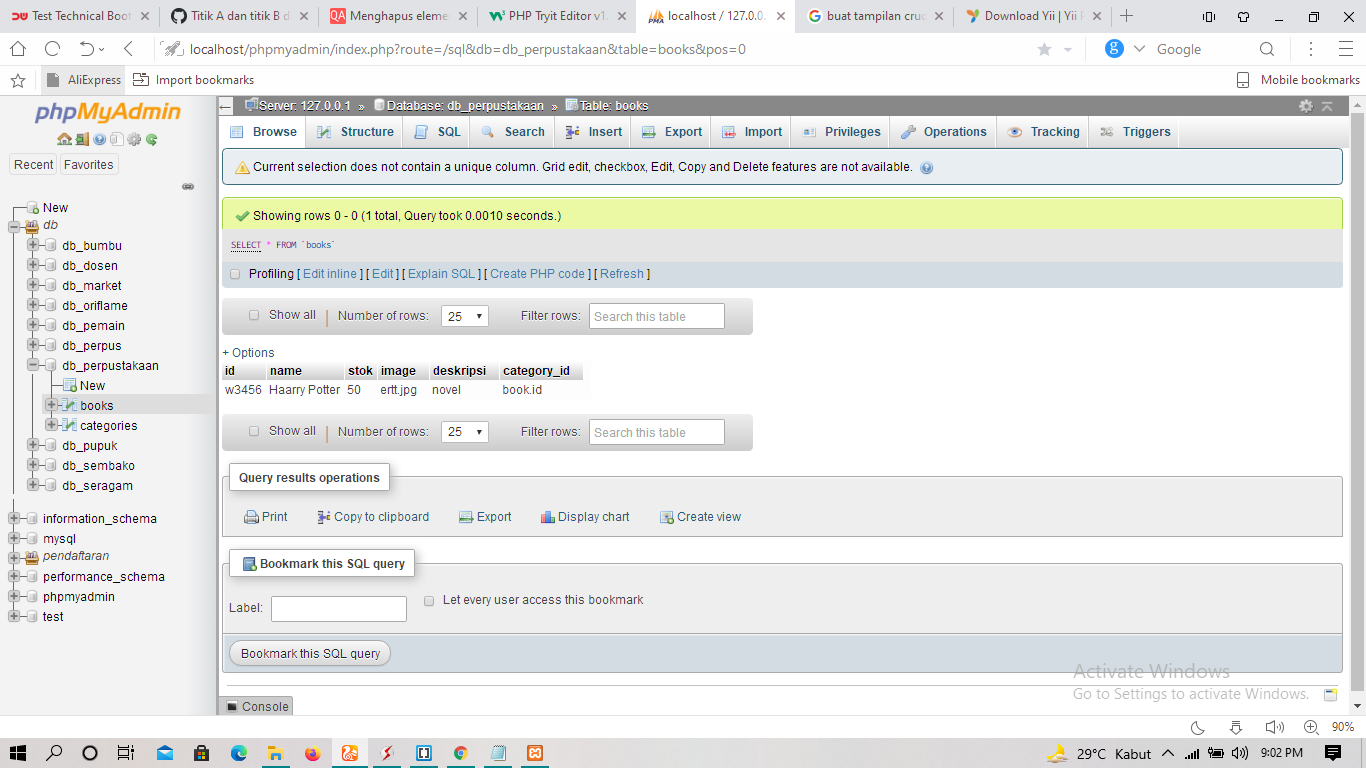 Test Technical Boot
Titik A dan titik B d
QA Menghapus eleme
PHP Tryit Editor v1.
PMA localhost / 127.0.0.
buat tampilan cruc
Download Yii | Yii P
localhost/phpmyadmin/index.php?route=/sql&db=db_perpustakaan&table=books&pos=0
g Google
AliExpress Import bookmarks Mobile bookmarks
phpMyAdmin
Recent Favorites
New
db
db_bumbu
db_dosen
db_market
db_oriflame
db_pemain
db_perpus
db_perpustakaan
New
books
categories
db_pupuk
db_sembako
db_seragam
information_schema
mysql
pendaftaran
performance_schema
phpmyadmin
test
Server: 127.0.0.1 » Database: db_perpustakaan » Table: books
Browse Structure SQL Search Insert Export Import Privileges Operations Tracking Triggers
Current selection does not contain a unique column. Grid edit, checkbox, Edit, Copy and Delete features are not available.
Showing rows 0 - 0 (1 total, Query took 0.0010 seconds.)
SELECT * FROM `books`
Profiling [ Edit inline ] [ Edit ] [ Explain SQL ] [ Create PHP code ] [ Refresh ]
Show all | Number of rows: 25 Filter rows: Search this table
+ Options
id name stok image deskripsi category_id
w3456 Haarry Potter 50 ertt.jpg novel book.id
Show all | Number of rows: 25 Filter rows: Search this table
Query results operations
Print Copy to clipboard Export Display chart Create view
Bookmark this SQL query
Label: Let every user access this bookmark
Bookmark this SQL query
Console
Activate Windows
Go to Settings to activate Windows.
90%
29°C Kabut 9:02 PM